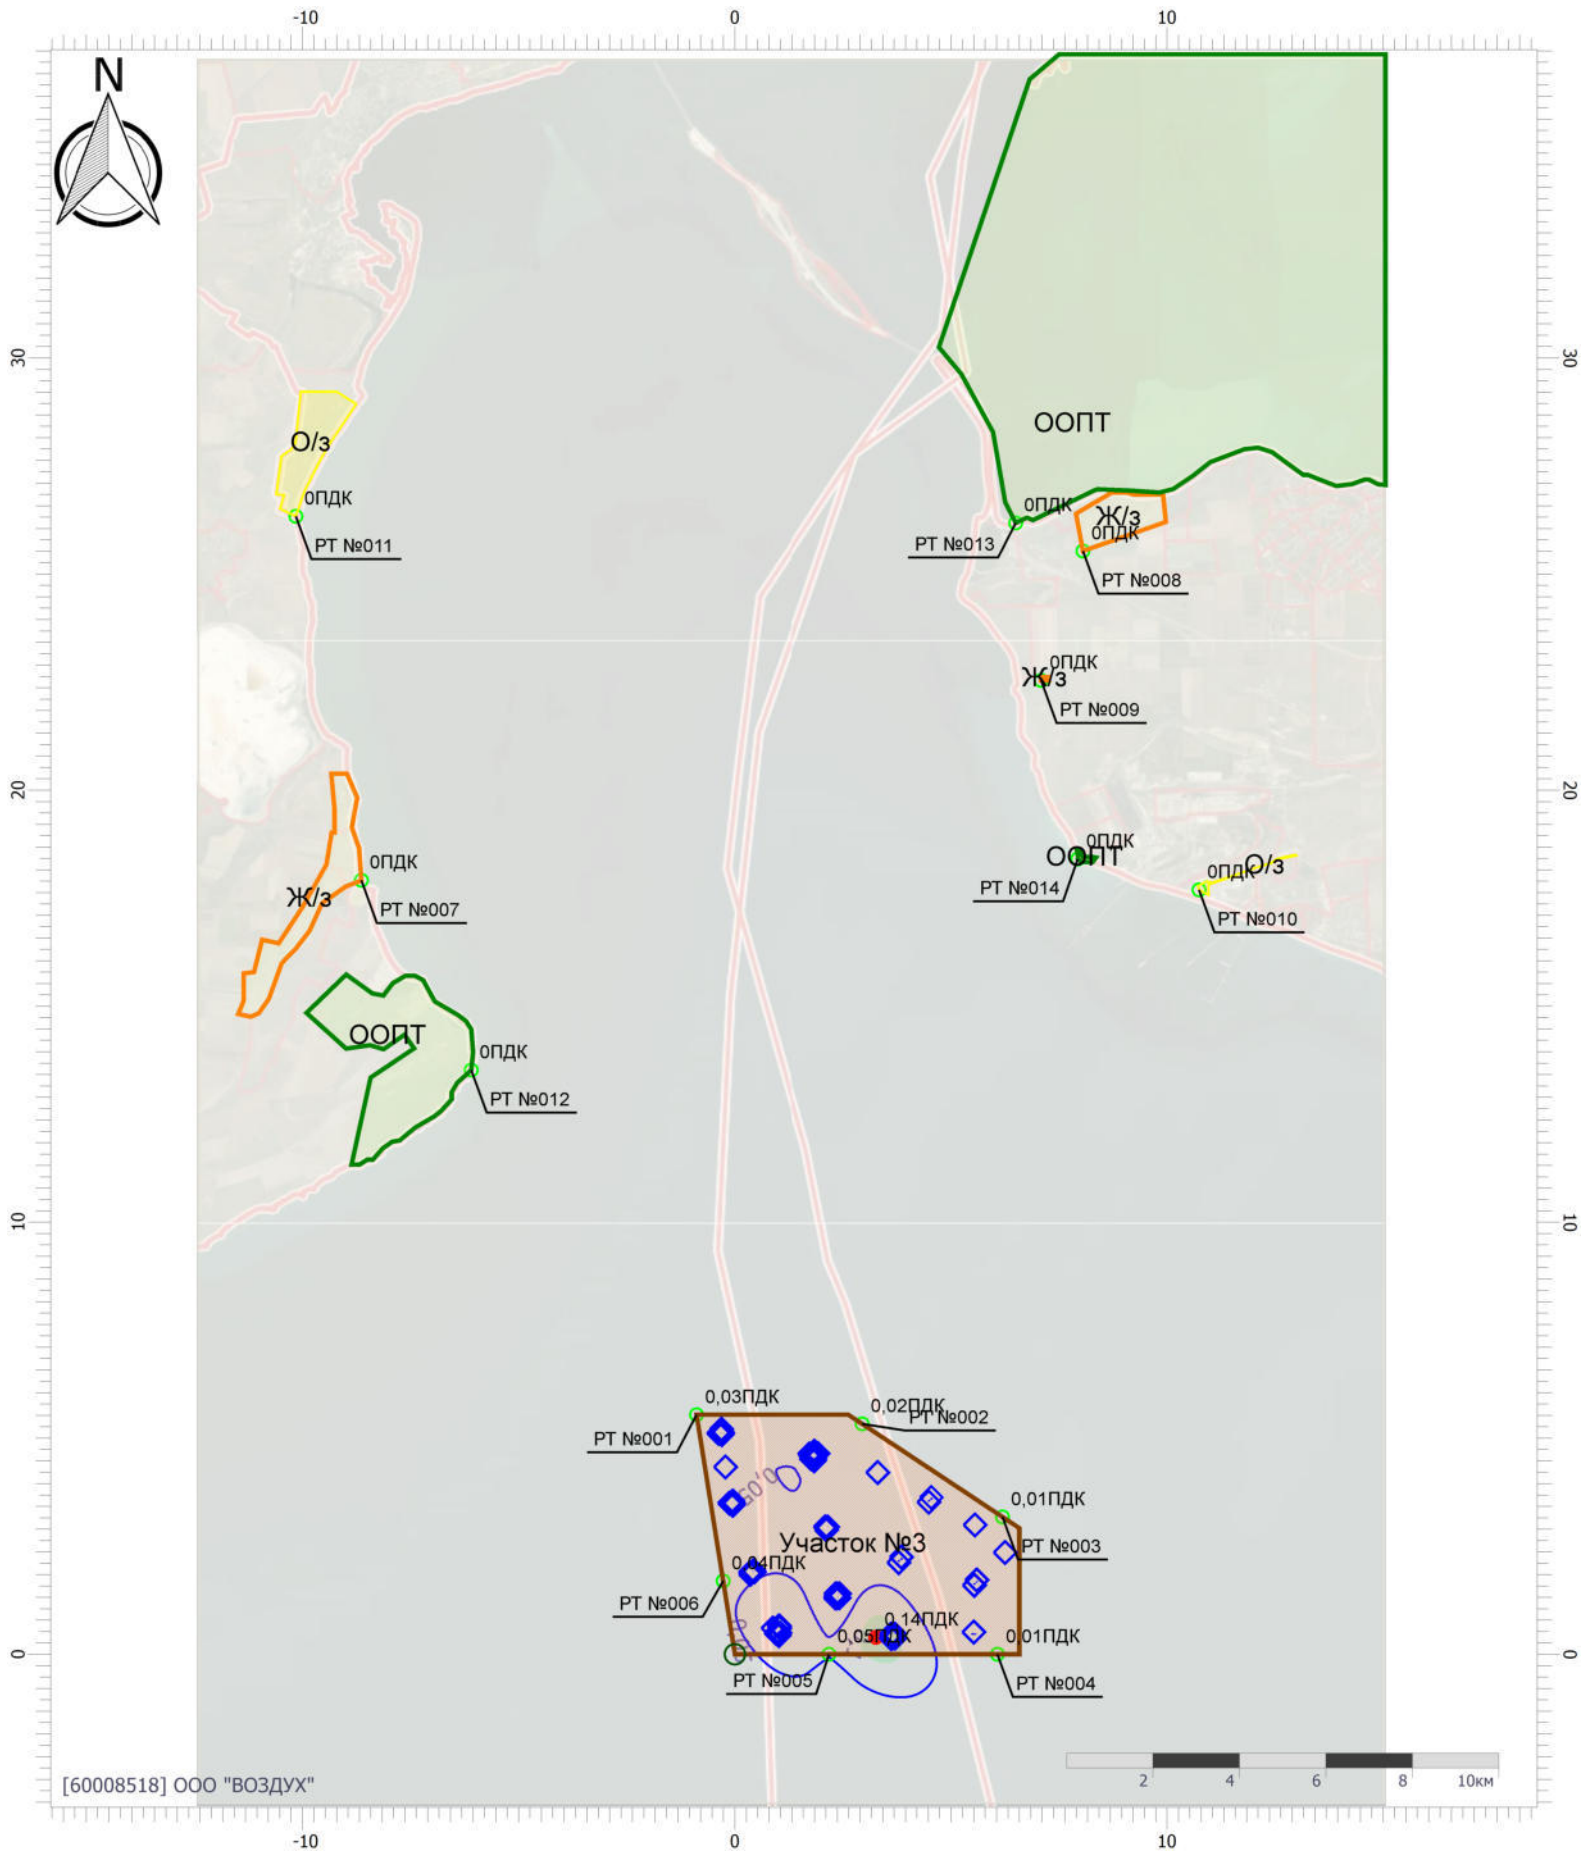 -10 0 10
N
30 30
ООПТ
О/з
0ПДК
РТ №011
0ПДК
РТ №013
Ж/з
0ПДК
РТ №008
0ПДК
Ж/з
РТ №009
20 20
0ПДК
ООПТ
РТ №014
О/з
0ПДК
РТ №010
0ПДК
Ж/з
РТ №007
ООПТ
0ПДК
РТ №012
10 10
0,03ПДК
РТ №001
0,02ПДК
РТ №002
0,05
0,01ПДК
РТ №003
Участок №3
0,04ПДК
РТ №006
0,14ПДК
0,05ПДК
РТ №005
0,01ПДК
РТ №004
0 0
2 4 6 8 10км
[60008518] ООО "ВОЗДУХ"
-10 0 10